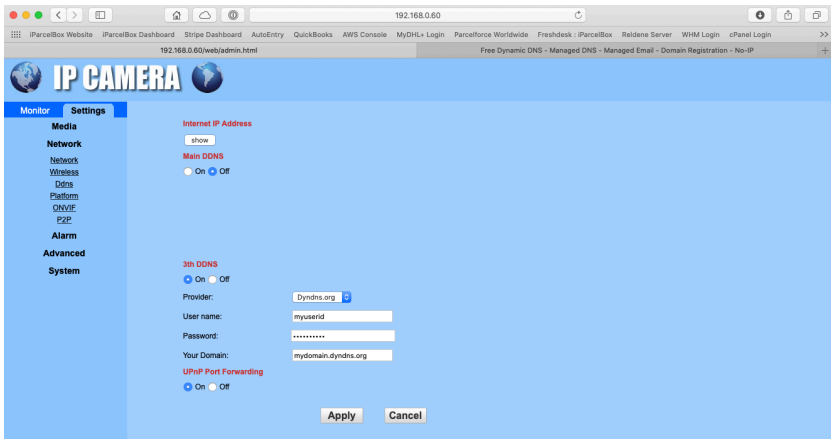 192.168.0.60
iParcelBox Website iParcelBox Dashboard Stripe Dashboard AutoEntry QuickBooks AWS Console MyDHL+ Login Parcelforce Worldwide Freshdesk : iParcelBox Reldene Server WHM Login cPanel Login >>
192.168.0.60/web/admin.html Free Dynamic DNS - Managed DNS - Managed Email - Domain Registration - No-IP +
IP CAMERA
Monitor Settings
Media
Network
Network
Wireless
Ddns
Platform
ONVIF
P2P
Alarm
Advanced
System
Internet IP Address
show
Main DDNS
On Off
3th DDNS
On Off
Provider: Dyndns.org
User name: myuserid
Password: ••••••••••
Your Domain: mydomain.dyndns.org
UPnP Port Forwarding
On Off
Apply Cancel